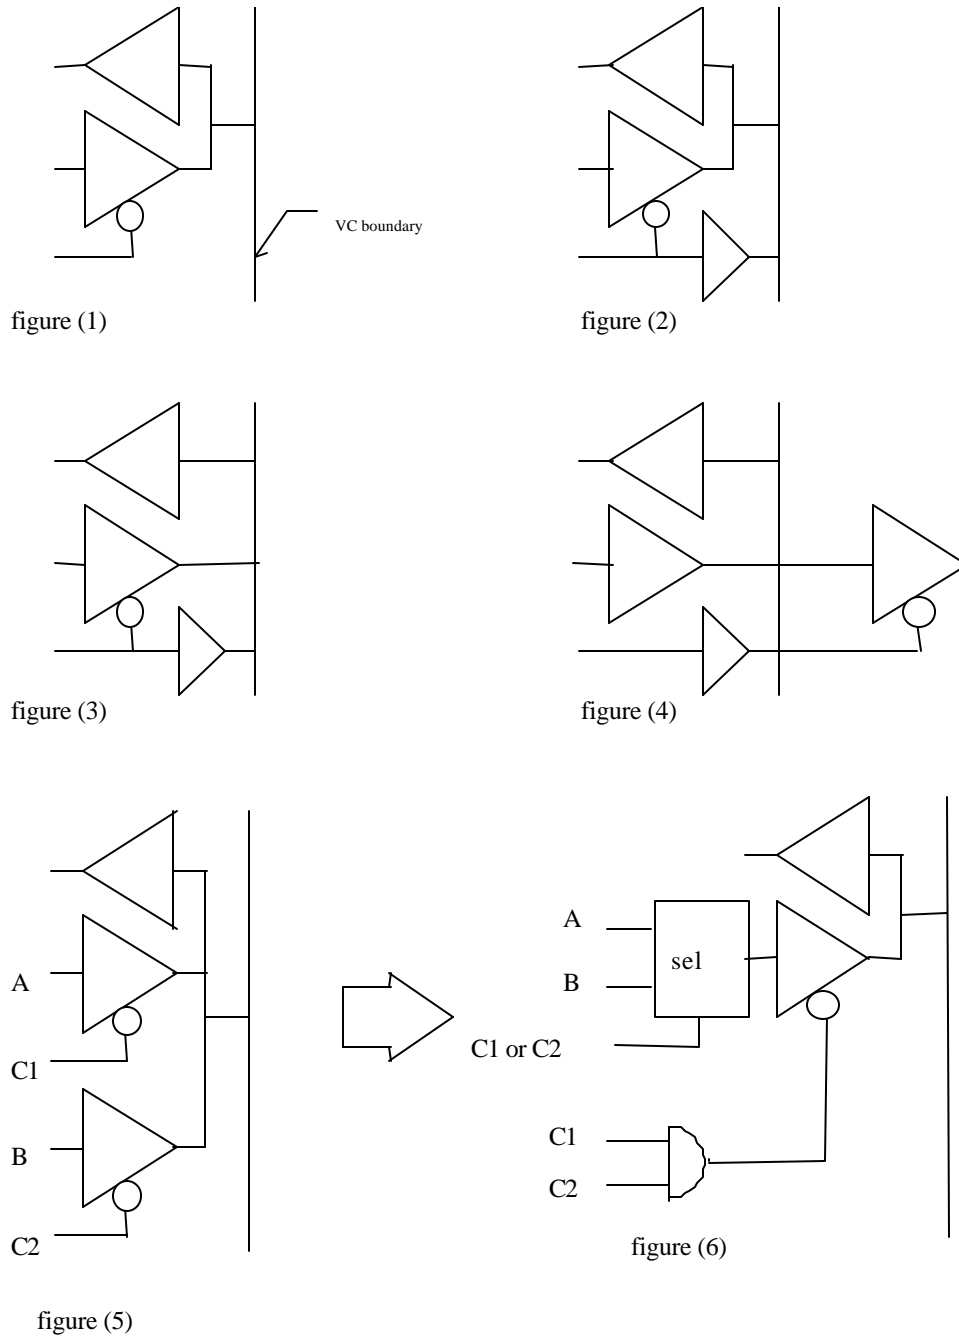 VC boundary
figure (1)
figure (2)
figure (3)
figure (4)
A
C1
B
C2
figure (5)
A
B
sel
C1 or C2
C1
C2
figure (6)